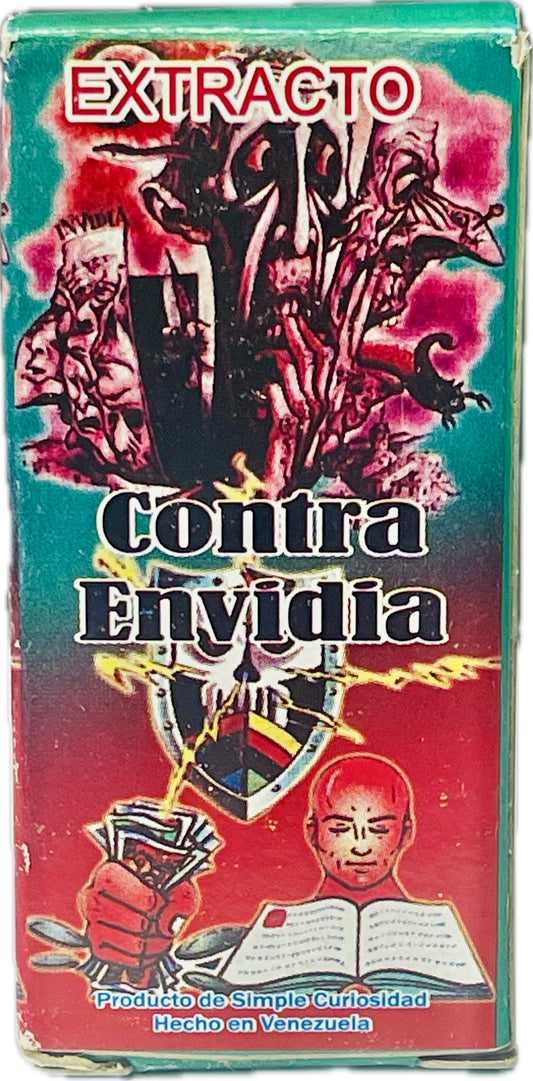 EXTRACTO
ENVIDIA
Contra
Envidia
Producto de Simple Curiosidad
Hecho en Venezuela